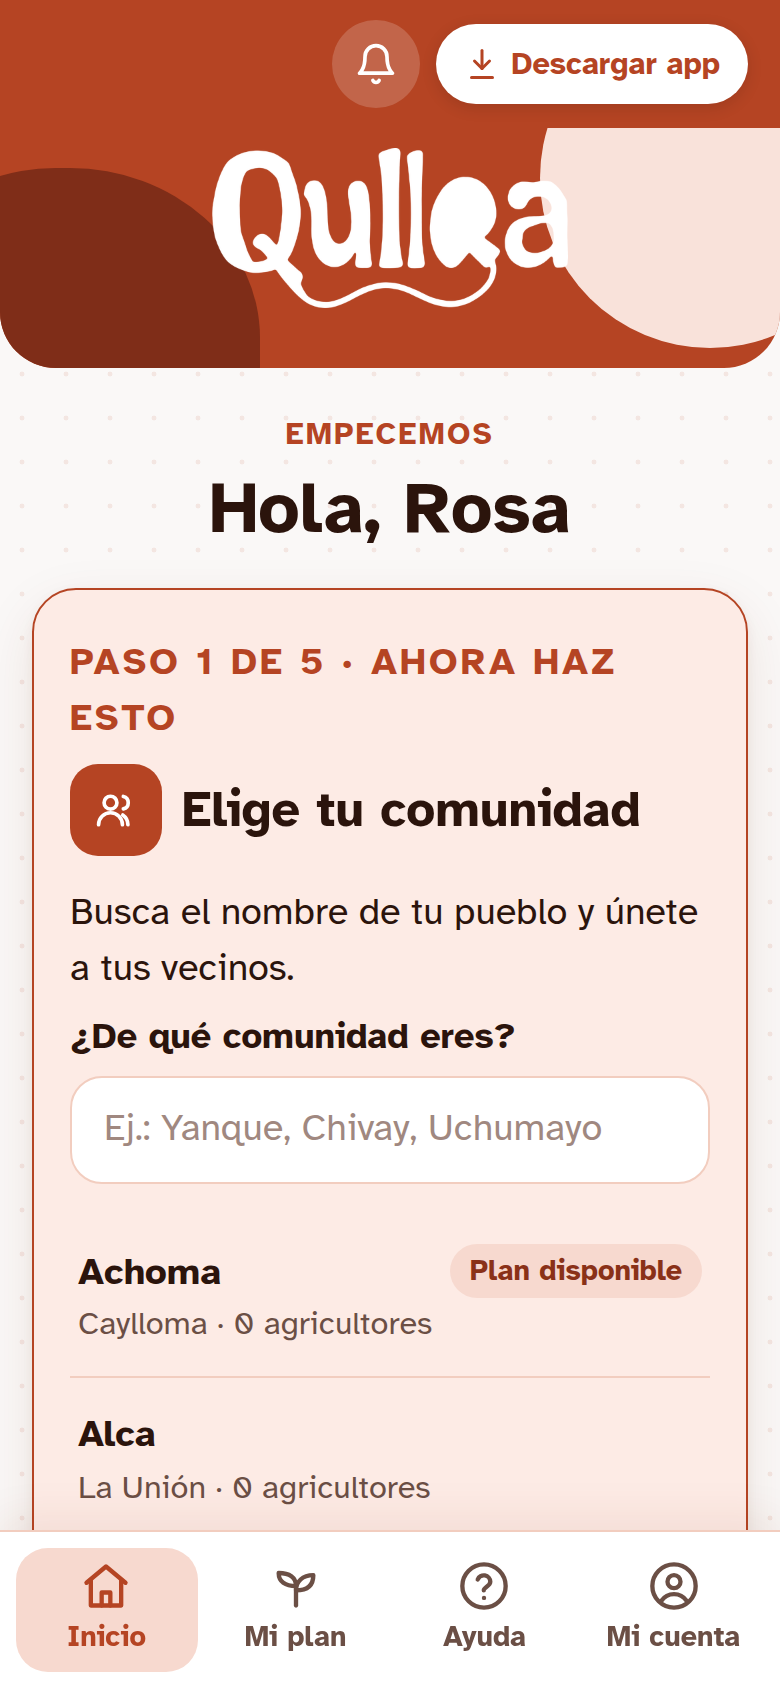 Descargar app
Qullqa
EMPECEMOS
Hola, Rosa
PASO 1 DE 5 · AHORA HAZ
ESTO
Elige tu comunidad
Busca el nombre de tu pueblo y únete
a tus vecinos.
¿De qué comunidad eres?
Ej.: Yanque, Chivay, Uchumayo
Achoma
Plan disponible
Caylloma · 0 agricultores
Alca
La Unión · 0 agricultores
Inicio
Mi plan
Ayuda
Mi cuenta